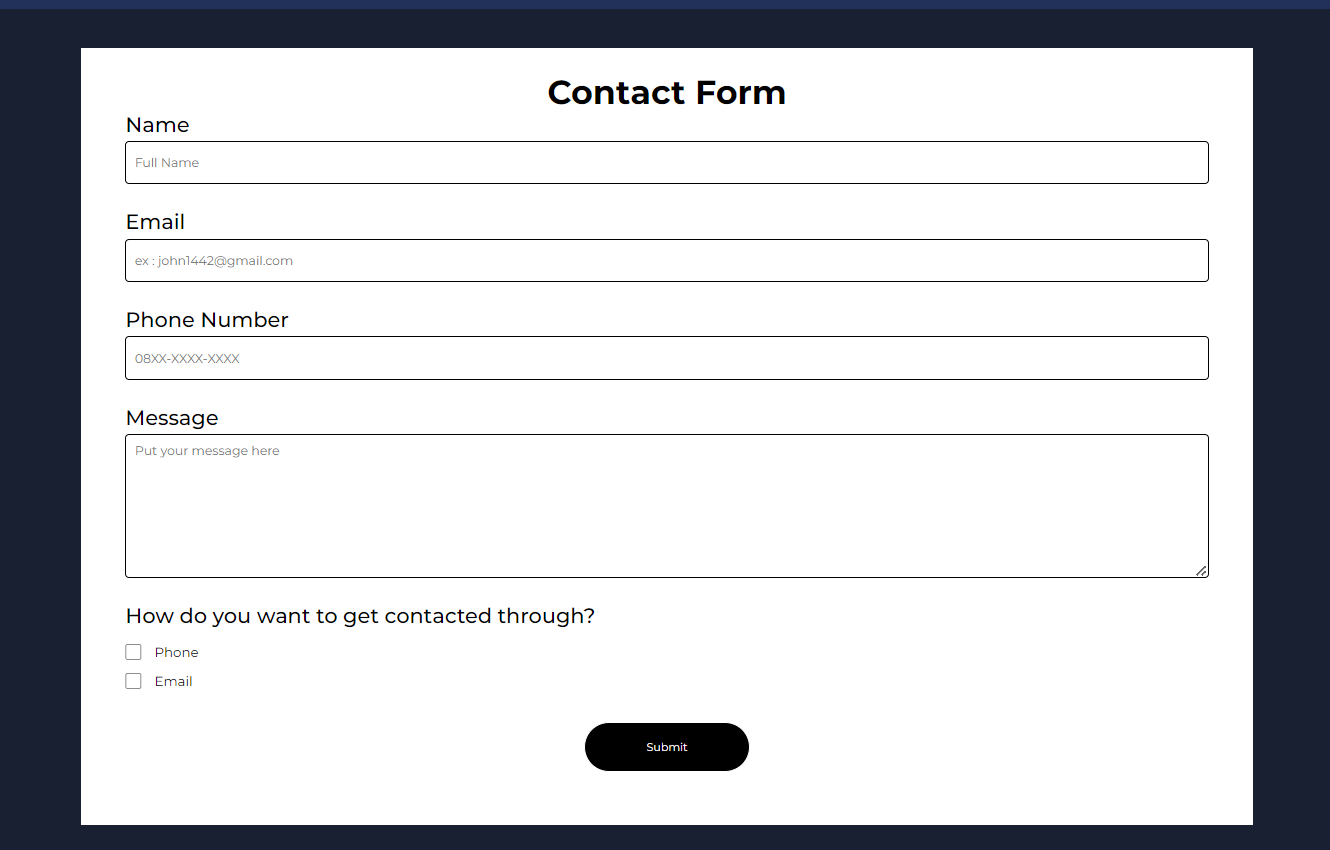 Contact Form
Name
Full Name
Email
ex : john1442@gmail.com
Phone Number
08XX-XXXX-XXXX
Message
Put your message here
How do you want to get contacted through?
Phone
Email
Submit